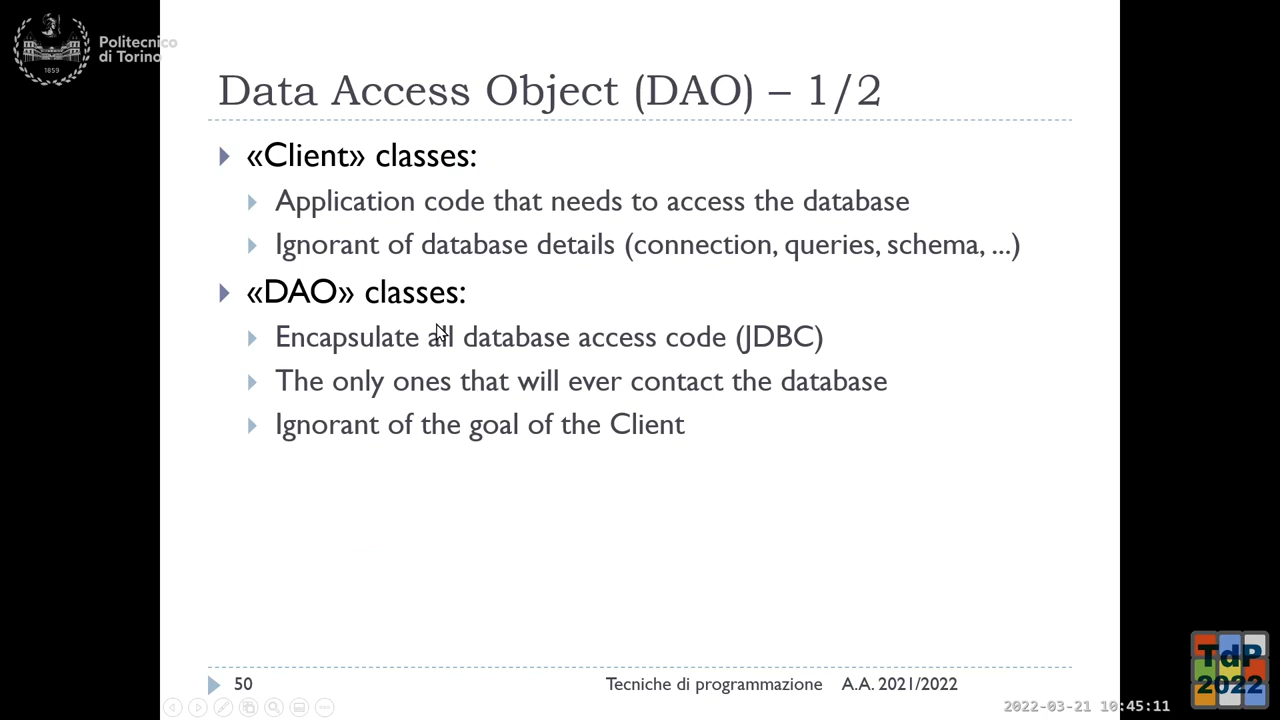 Politecnico
di Torino
1859
Data Access Object (DAO) – 1/2
«Client» classes:
Application code that needs to access the database
Ignorant of database details (connection, queries, schema, ...)
«DAO» classes:
Encapsulate all database access code (JDBC)
The only ones that will ever contact the database
Ignorant of the goal of the Client
50 Tecniche di programmazione A.A. 2021/2022
TdP
2022
2022-03-21 10:45:11